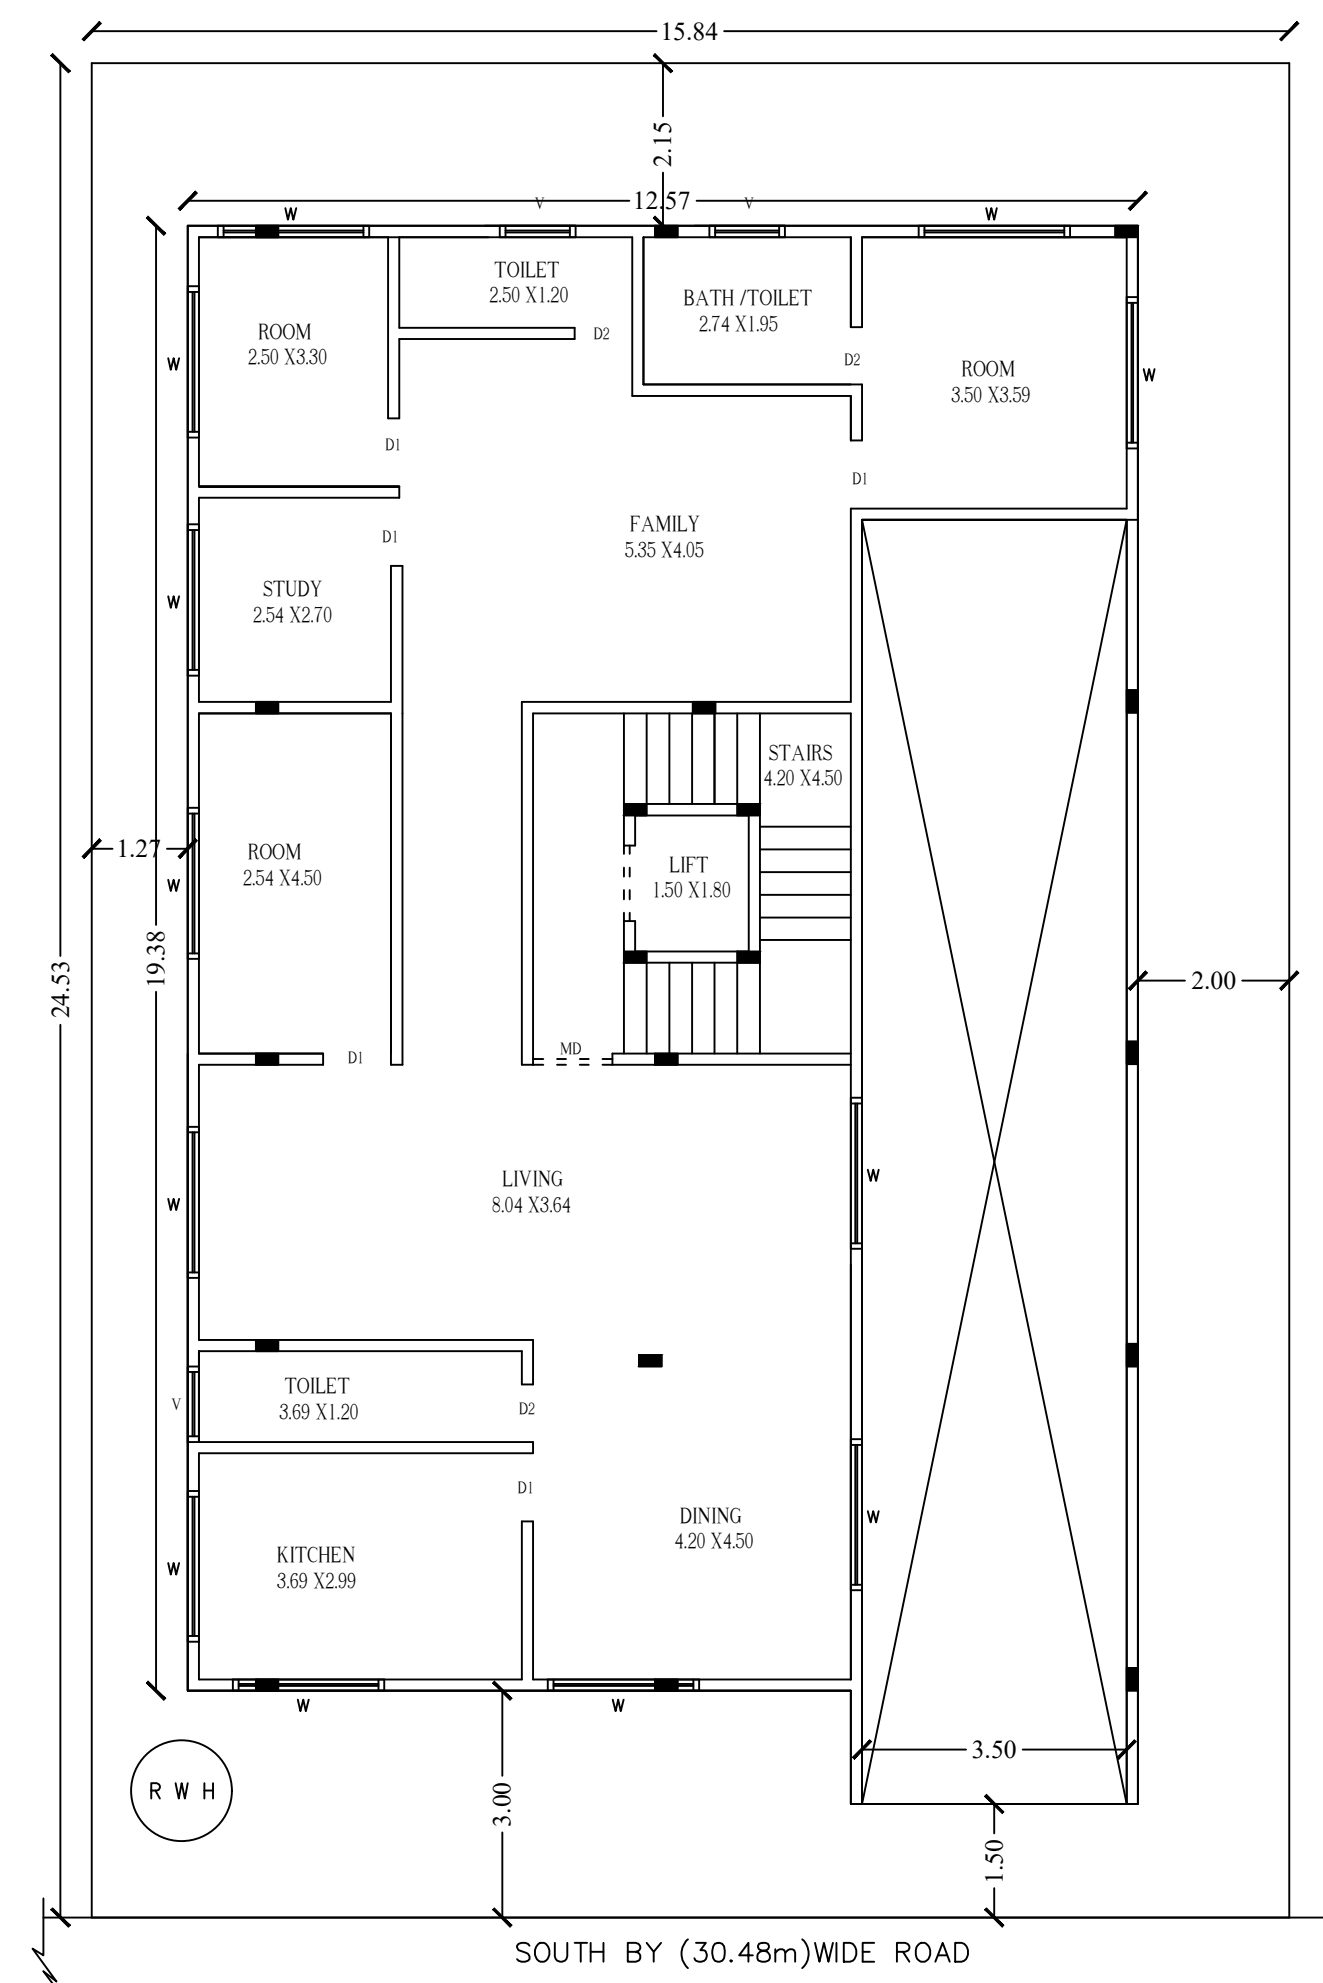 15.84
2.15
12.57
W
V
V
W
TOILET
2.50 X1.20
BATH /TOILET
2.74 X1.95
ROOM
2.50 X3.30
D2
D2
W
W
ROOM
3.50 X3.59
D1
D1
FAMILY
5.35 X4.05
D1
STUDY
2.54 X2.70
W
STAIRS
4.20 X4.50
1.27
ROOM
2.54 X4.50
W
LIFT
1.50 X1.80
19.38
24.53
2.00
D1
MD
LIVING
8.04 X3.64
W
W
TOILET
3.69 X1.20
V
D2
D1
DINING
4.20 X4.50
W
KITCHEN
3.69 X2.99
W
W
W
3.50
R W H
3.00
1.50
SOUTH BY (30.48m)WIDE ROAD